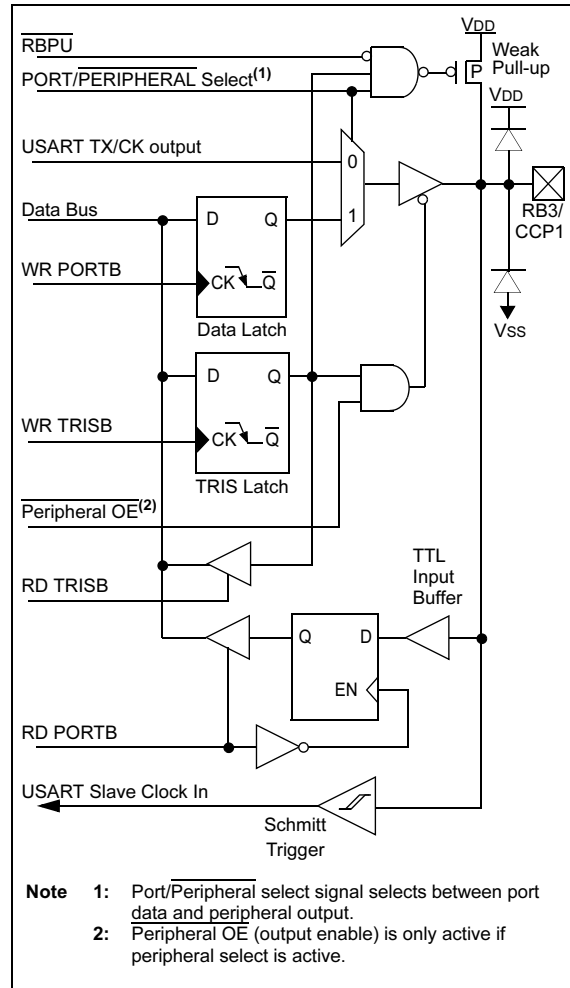 VDD
RBPU
Weak
Pull-up
P
PORT/PERIPHERAL Select(1)
VDD
USART TX/CK output
0
Data Bus
D
Q
1
RB3/
CCP1
WR PORTB
CK
Q
Data Latch
VSS
D
Q
WR TRISB
CK
Q
TRIS Latch
Peripheral OE(2)
TTL
Input
Buffer
RD TRISB
Q
D
EN
RD PORTB
USART Slave Clock In
Schmitt
Trigger
Note 1: Port/Peripheral select signal selects between port
data and peripheral output.
2: Peripheral OE (output enable) is only active if
peripheral select is active.